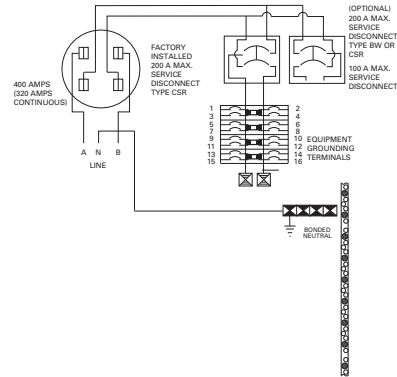 (OPTIONAL)
200 A MAX.
SERVICE
DISCONNECT
TYPE BW OR
CSR
100 A MAX.
SERVICE
DISCONNECT
FACTORY
INSTALLED
200 A MAX.
SERVICE
DISCONNECT
TYPE CSR
400 AMPS
(320 AMPS
CONTINUOUS)
A N B
LINE
1 2
3 4
5 6
7 8
9 10
11 12
13 14
15 16
EQUIPMENT
GROUNDING
TERMINALS
BONDED
NEUTRAL